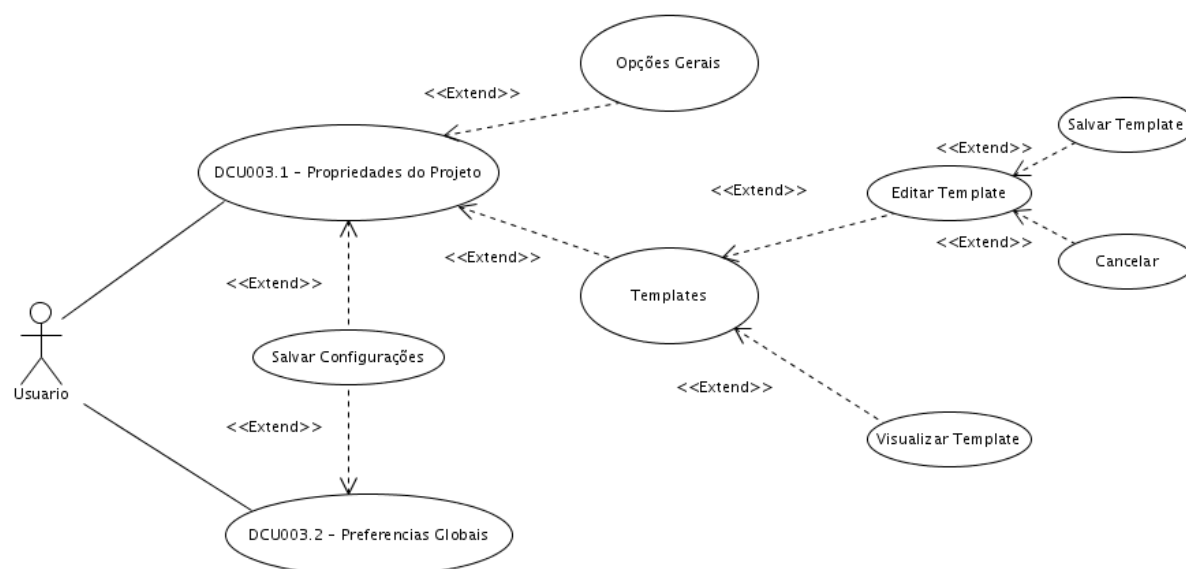 Opções Gerais
<<Extend>>
Salvar Template
<<Extend>>
DCU003.1 - Propriedades do Projeto
<<Extend>>
Editar Template
<<Extend>>
<<Extend>>
Cancelar
<<Extend>>
Templates
Salvar Configurações
Usuario
<<Extend>>
<<Extend>>
Visualizar Template
DCU003.2 - Preferencias Globais